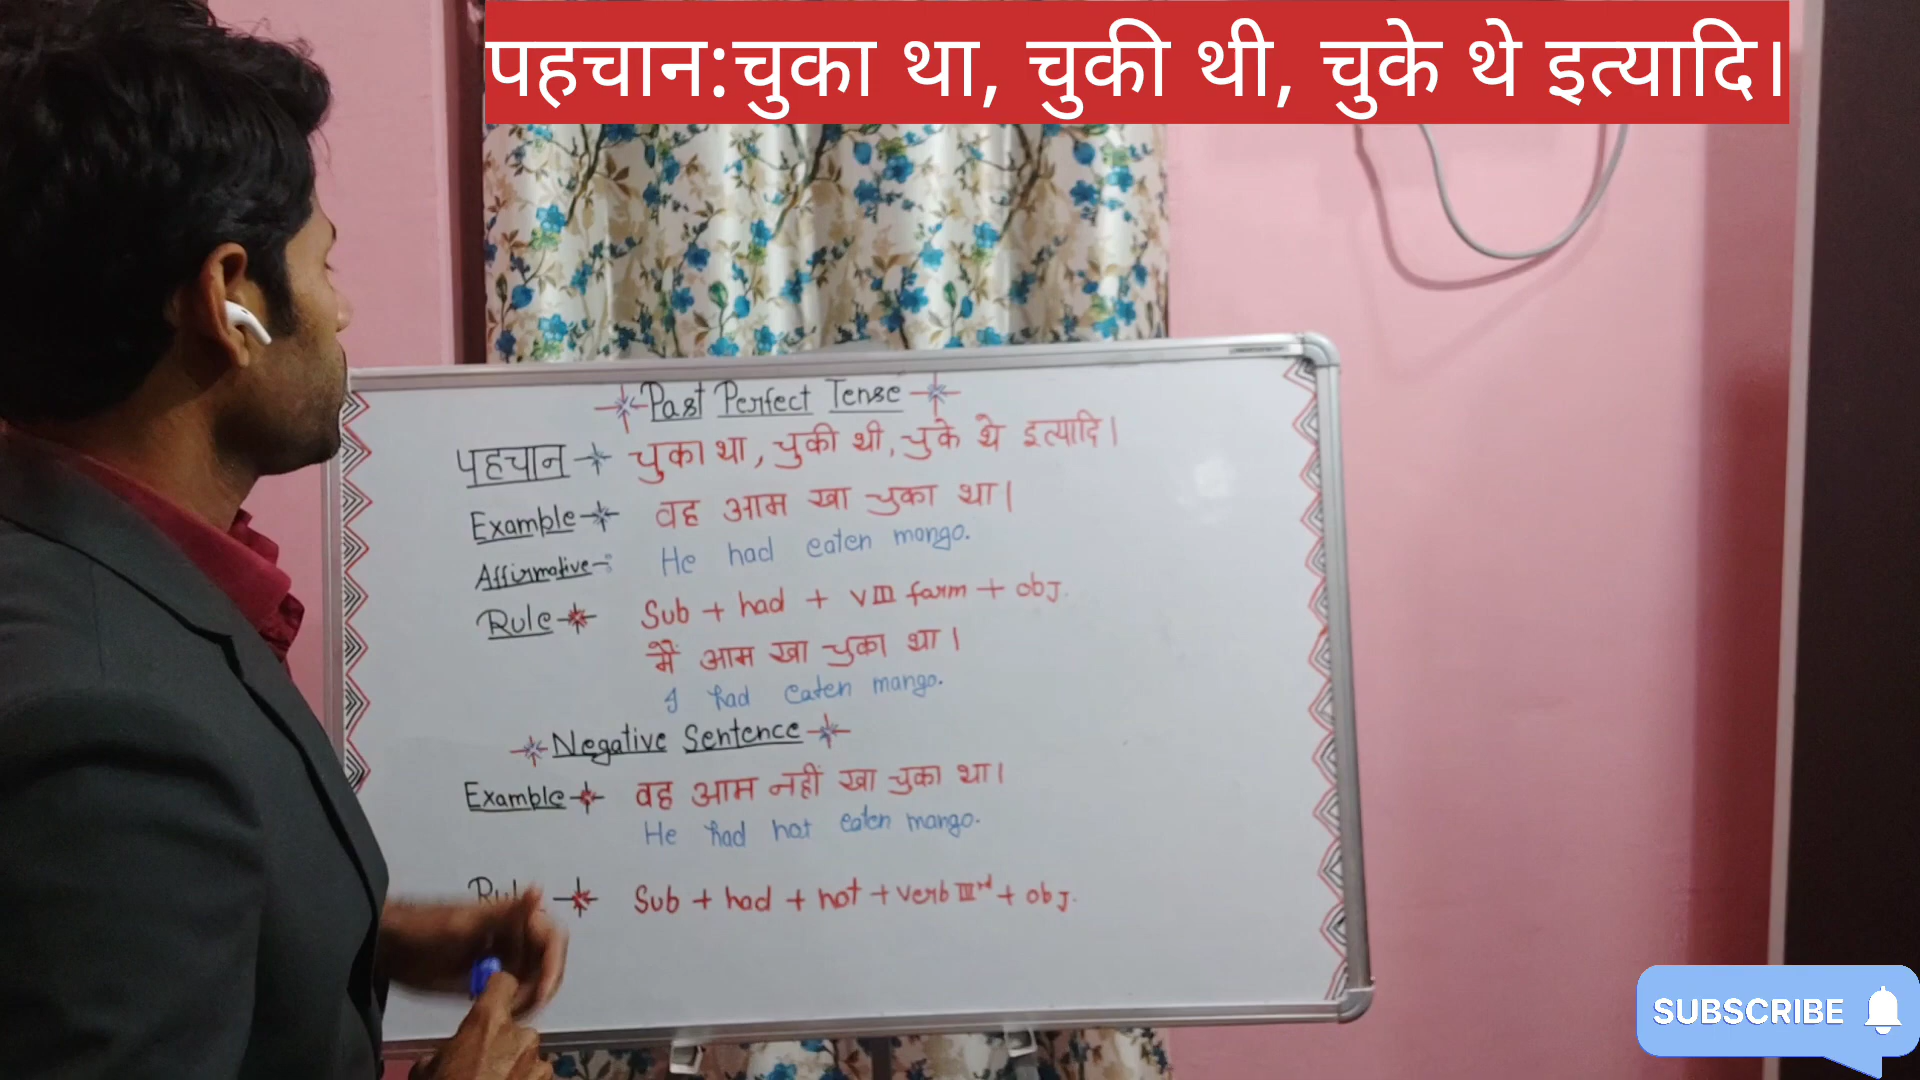 पहचान:चुका था, चुकी थी, चुके थे इत्यादि।
Past Perfect Tense
पहचान → चुका था, चुकी थी, चुके थे इत्यादि।
Example → वह आम खा चुका था।
Affirmative-: He had eaten mango.
Rule → Sub + had + V III form + obj.
मैं आम खा चुका था।
I had eaten mango.
Negative Sentence
Example → वह आम नहीं खा चुका था।
He had not eaten mango.
Rule → Sub + had + not + verb III rd + obj.
SUBSCRIBE